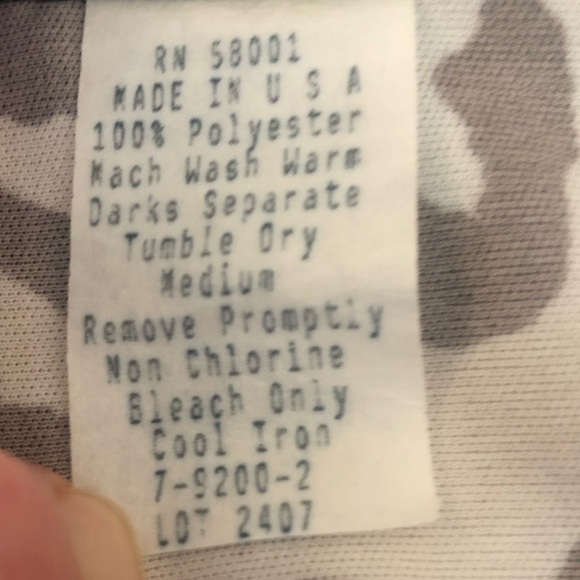 RN 58001
MADE IN U S A
100% Polyester
Mach Wash Warm
Darks Separate
Tumble Dry
Medium
Remove Promptly
Non Chlorine
Bleach Only
Cool Iron
7-9200-2
LOT 2407